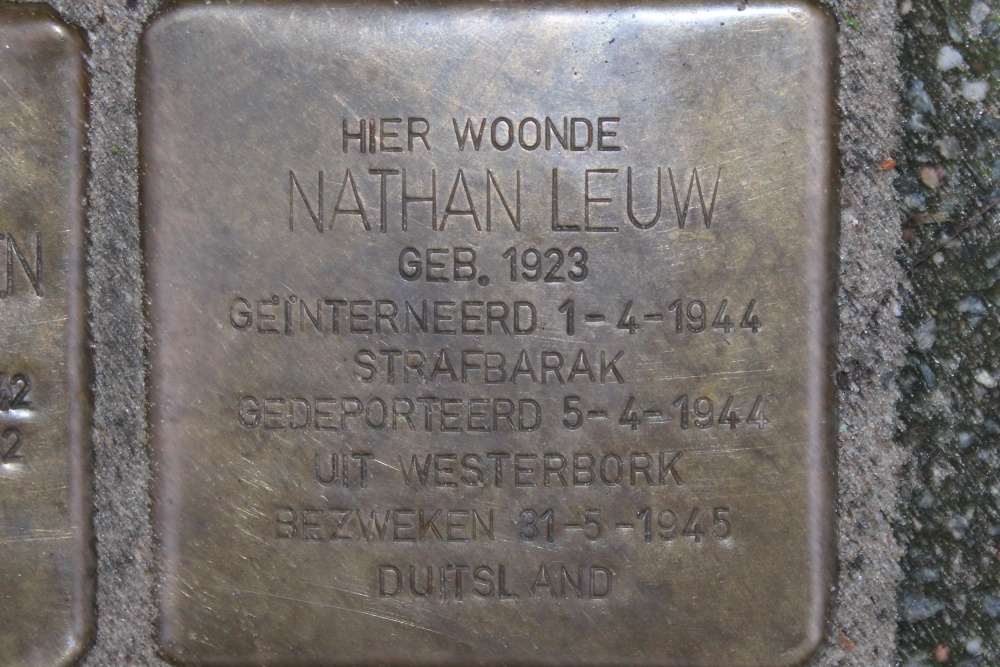 HIER WOONDE
NATHAN LEUW
GEB. 1923
GEÏNTERNEERD 1-4-1944
STRAFBARAK
GEDEPORTEERD 5-4-1944
UIT WESTERBORK
BEZWEKEN 31-5-1945
DUITSLAND